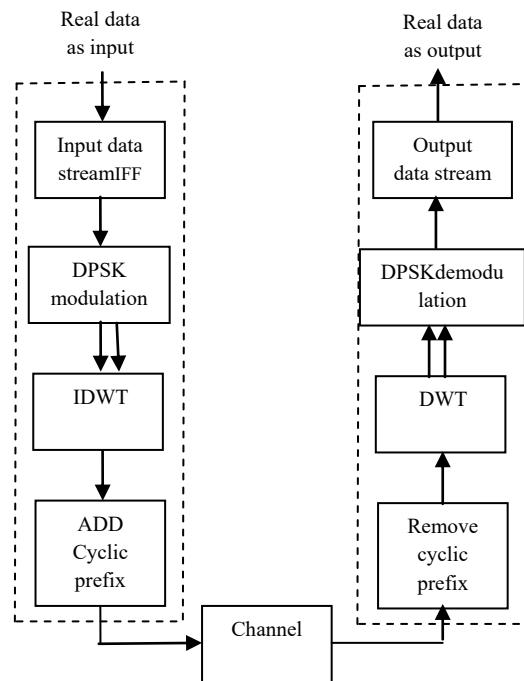 Real data
as input
Input data
streamIFF
DPSK
modulation
IDWT
ADD
Cyclic
prefix
Channel
Real data
as output
Output
data stream
DPSKdemodu
lation
DWT
Remove
cyclic
prefix